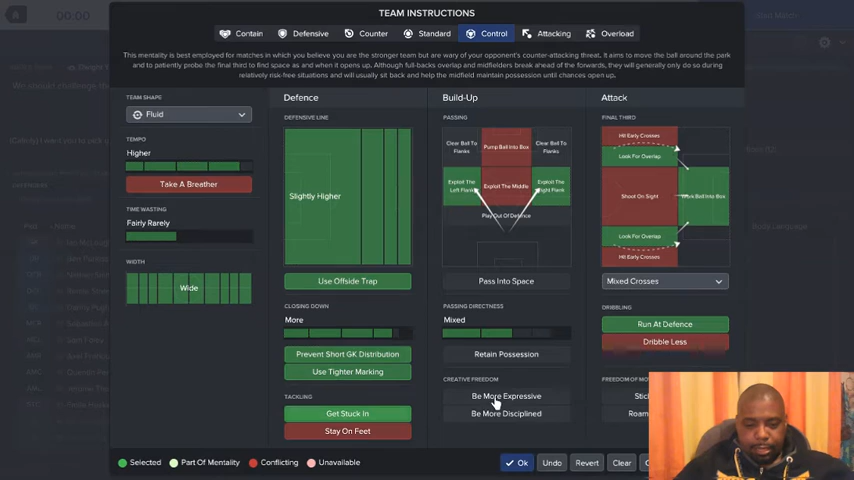 TEAM INSTRUCTIONS
Contain
Defensive
Counter
Standard
Control
Attacking
Overload
This mentality is best employed for matches in which you believe you are the stronger team but are wary of your opponent's counter-attacking threat. It aims to move the ball around the park
and to patiently probe the final third to find space as and when it opens up. Although full-backs overlap and midfielders break ahead of the forwards, they will generally only do so during
relatively risk-free situations and will usually sit back and help the midfield maintain possession until chances open up.
TEAM SHAPE
Fluid
TEMPO
Higher
Take A Breather
TIME WASTING
Fairly Rarely
WIDTH
Wide
Defence
DEFENSIVE LINE
Slightly Higher
Use Offside Trap
CLOSING DOWN
More
Prevent Short GK Distribution
Use Tighter Marking
TACKLING
Get Stuck In
Stay On Feet
Build-Up
PASSING
Clear Ball To
Flanks
Pump Ball Into Box
Clear Ball To
Flanks
Exploit The
Left Flank
Exploit The Middle
Exploit The
Right Flank
Play Out Of Defence
Pass Into Space
PASSING DIRECTNESS
Mixed
Retain Possession
CREATIVE FREEDOM
Be More Expressive
Be More Disciplined
Attack
FINAL THIRD
Hit Early Crosses
Look For Overlap
Shoot On Sight
Work Ball Into Box
Look For Overlap
Hit Early Crosses
Mixed Crosses
DRIBBLING
Run At Defence
Dribble Less
Selected
Part Of Mentality
Conflicting
Unavailable
Ok
Undo
Revert
Clear